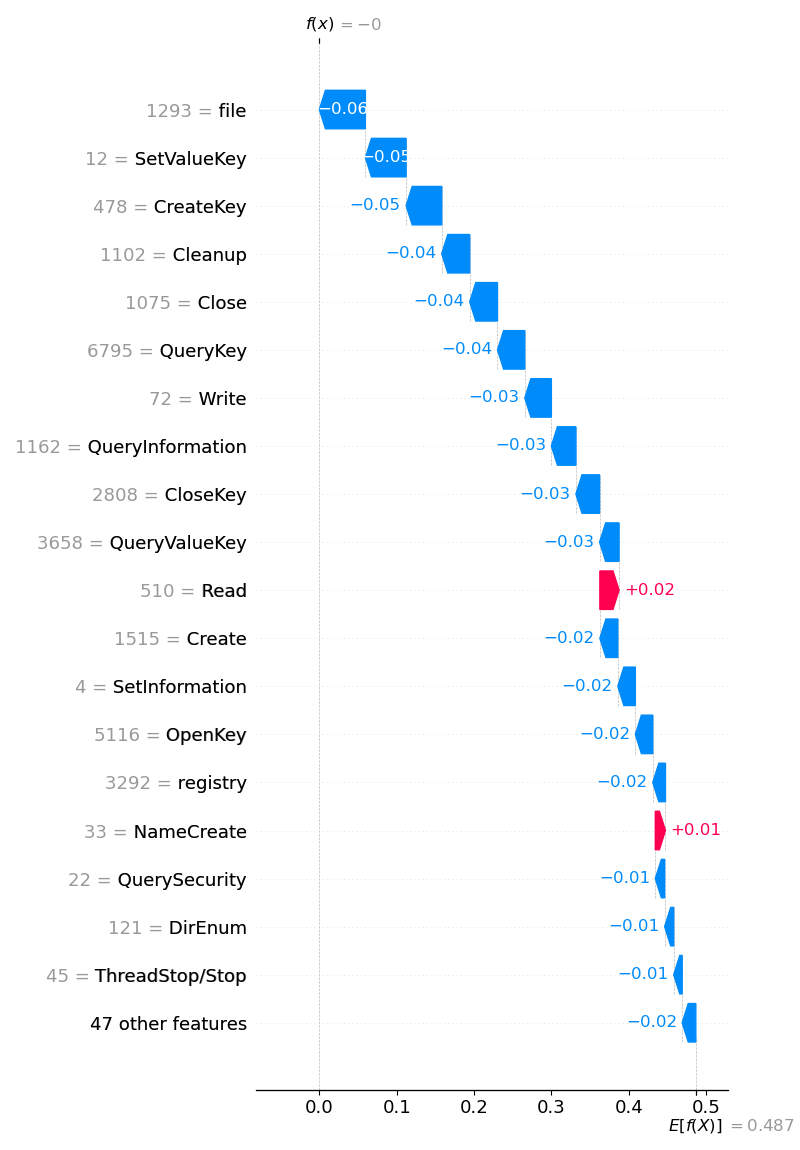 f(x) = −0
1293 = file
−0.06
12 = SetValueKey
−0.05
478 = CreateKey
−0.05
1102 = Cleanup
−0.04
1075 = Close
−0.04
6795 = QueryKey
−0.04
72 = Write
−0.03
1162 = QueryInformation
−0.03
2808 = CloseKey
−0.03
3658 = QueryValueKey
−0.03
510 = Read
+0.02
1515 = Create
−0.02
4 = SetInformation
−0.02
5116 = OpenKey
−0.02
3292 = registry
−0.02
33 = NameCreate
+0.01
22 = QuerySecurity
−0.01
121 = DirEnum
−0.01
45 = ThreadStop/Stop
−0.01
47 other features
−0.02
0.0 0.1 0.2 0.3 0.4 0.5
E[f(X)] = 0.487